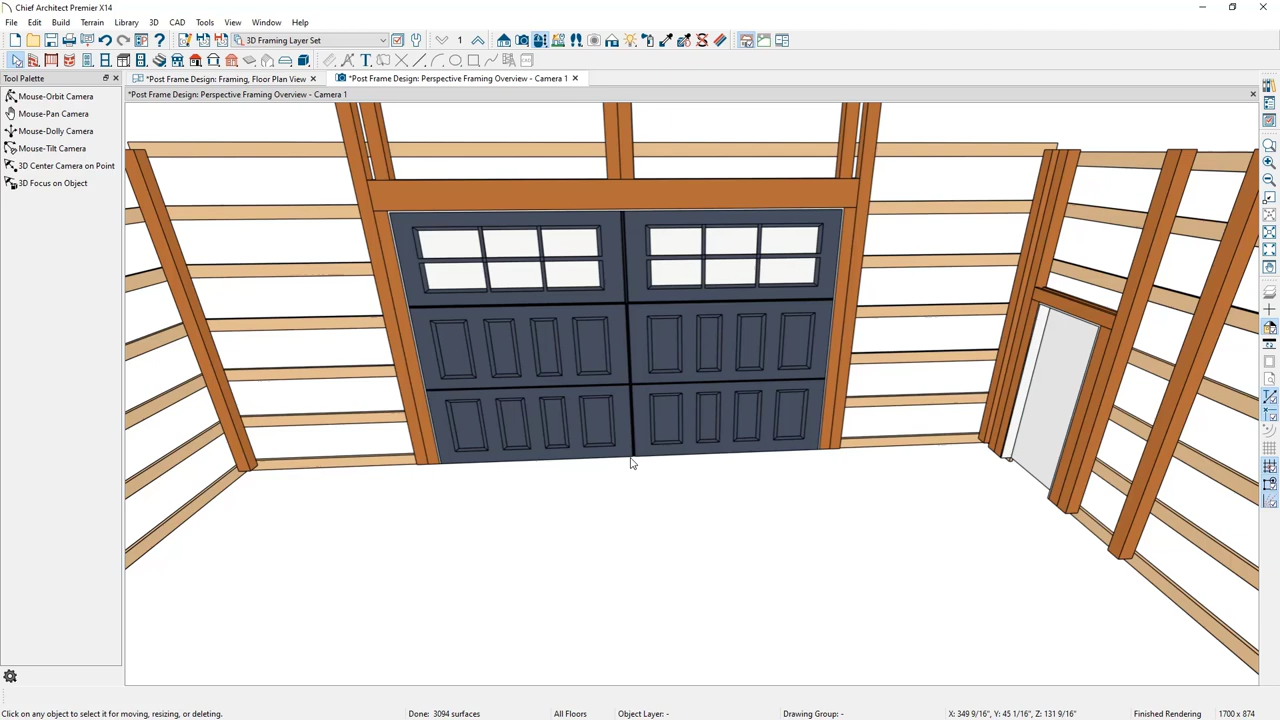 Chief Architect Premier X14
File Edit Build Terrain Library 3D CAD Tools View Window Help
1 3D Framing Layer Set
Tool Palette
*Post Frame Design: Framing, Floor Plan View
*Post Frame Design: Perspective Framing Overview - Camera 1
*Post Frame Design: Perspective Framing Overview - Camera 1
Mouse-Orbit Camera
Mouse-Pan Camera
Mouse-Dolly Camera
Mouse-Tilt Camera
3D Center Camera on Point
3D Focus on Object
Click on any object to select it for moving, resizing, or deleting. Done: 3094 surfaces All Floors Object Layer: - Drawing Group: - X: 349 9/16", Y: 45 1/16", Z: 131 9/16" Finished Rendering 1700 x 874